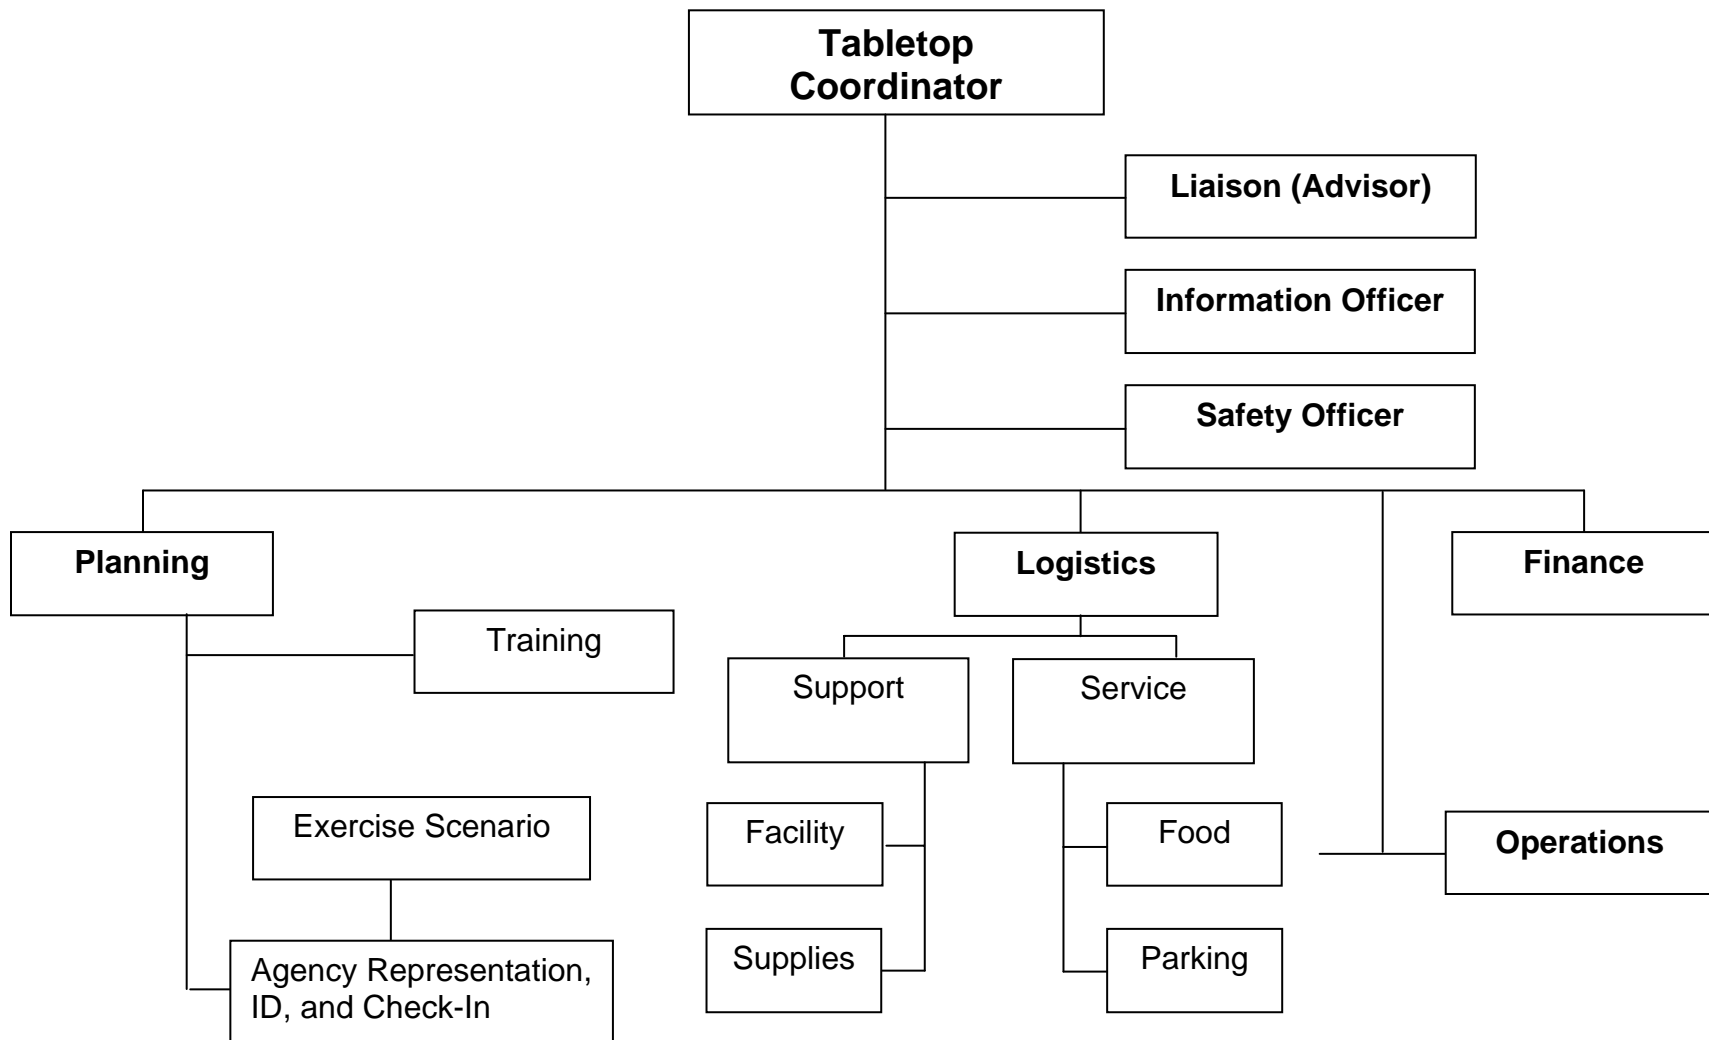 Tabletop
Coordinator
Liaison (Advisor)
Information Officer
Safety Officer
Planning
Logistics
Finance
Training
Support
Service
Exercise Scenario
Facility
Food
Operations
Supplies
Parking
Agency Representation,
ID, and Check-In